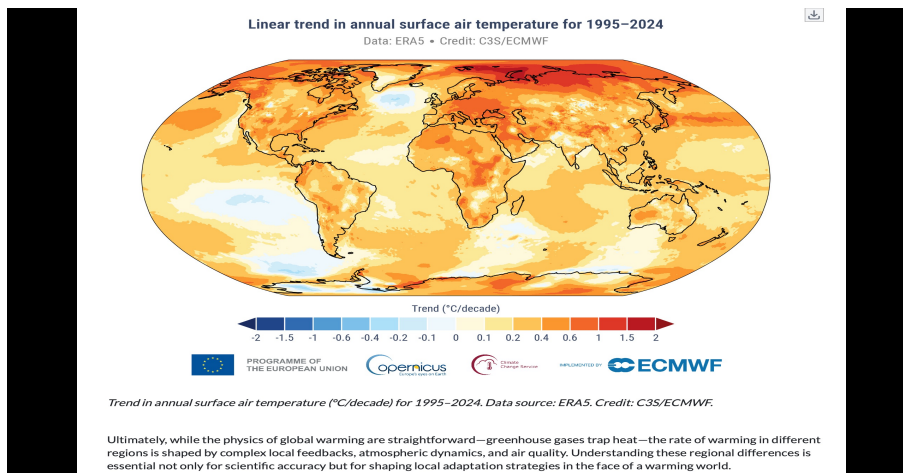 Linear trend in annual surface air temperature for 1995–2024
Data: ERA5 • Credit: C3S/ECMWF
Trend (°C/decade)
-2 -1.5 -1 -0.6 -0.4 -0.2 -0.1 0 0.1 0.2 0.4 0.6 1 1.5 2
PROGRAMME OF
THE EUROPEAN UNION
opernicus
Europe's eyes on Earth
Climate
Change Service
IMPLEMENTED BY
ECMWF
Trend in annual surface air temperature (°C/decade) for 1995–2024. Data source: ERA5. Credit: C3S/ECMWF.
Ultimately, while the physics of global warming are straightforward—greenhouse gases trap heat—the rate of warming in different
regions is shaped by complex local feedbacks, atmospheric dynamics, and air quality. Understanding these regional differences is
essential not only for scientific accuracy but for shaping local adaptation strategies in the face of a warming world.